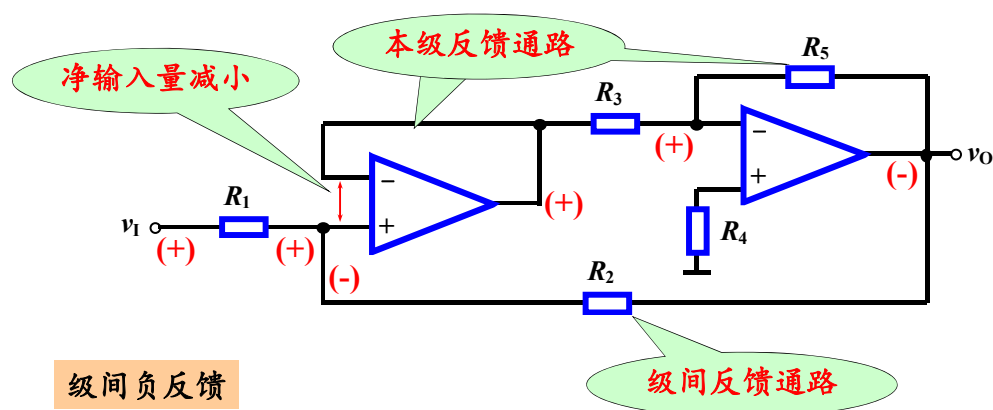 本级反馈通路
净输入量减小
R5
R3
−
(+)
+
(-)
vO
−
(+)
+
R4
R1
vI
(+)
(+)
(-)
R2
级间负反馈
级间反馈通路